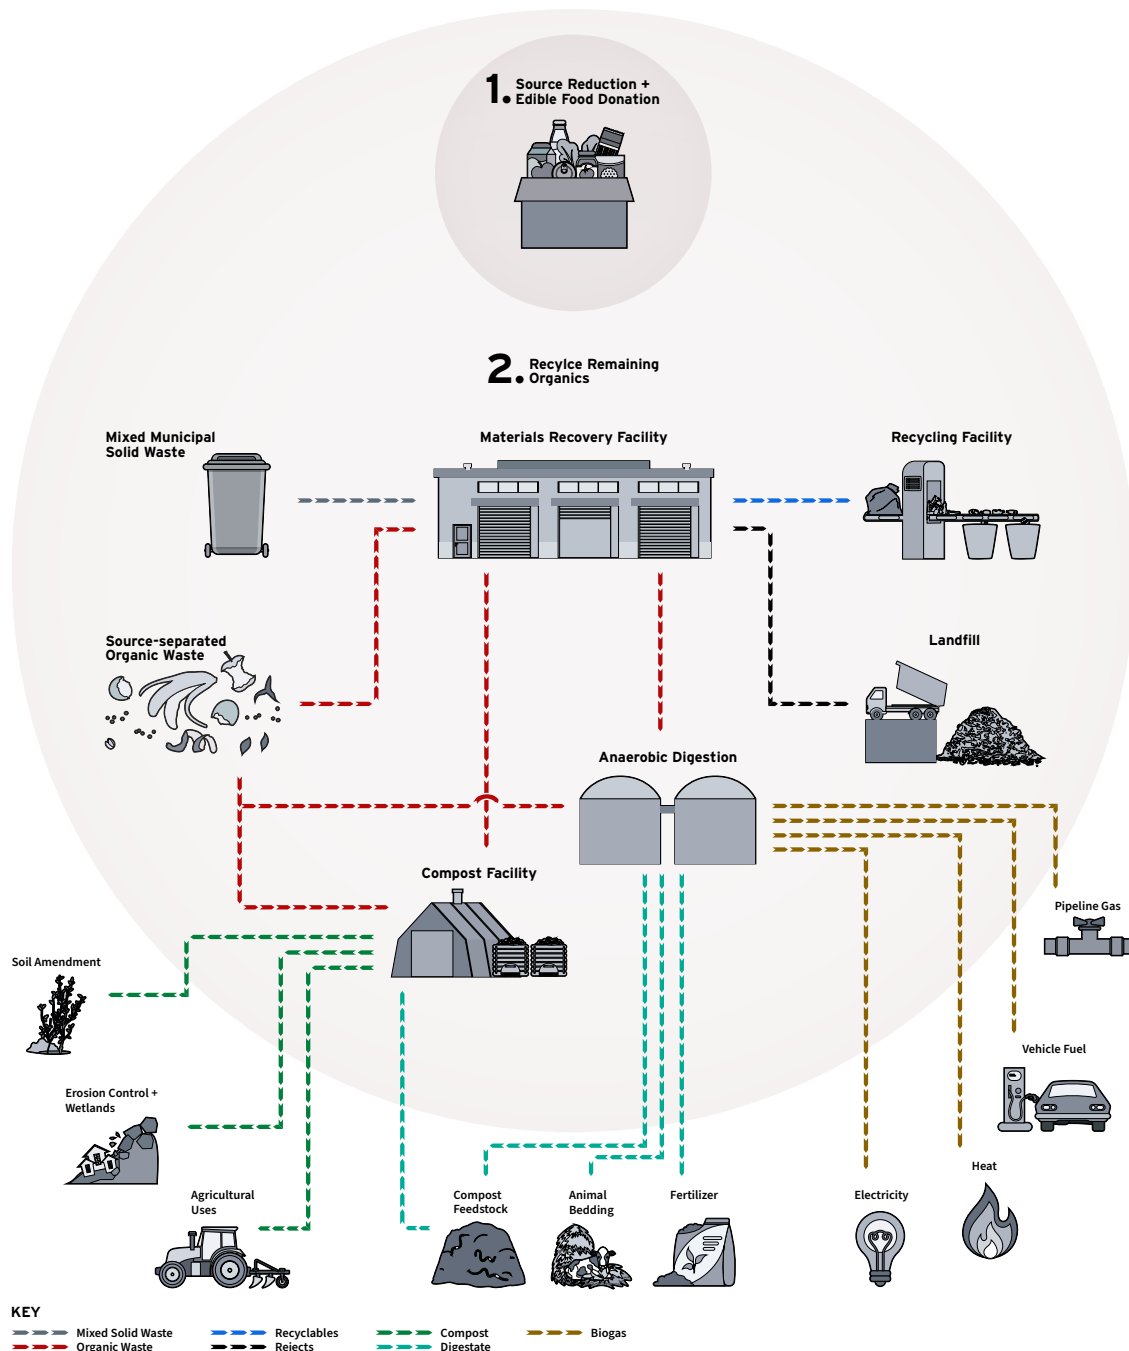 1. Source Reduction +
Edible Food Donation
2. Recylce Remaining
Organics
Mixed Municipal
Solid Waste
Materials Recovery Facility
Recycling Facility
Source-separated
Organic Waste
Landfill
Anaerobic Digestion
Compost Facility
Pipeline Gas
Soil Amendment
Vehicle Fuel
Erosion Control +
Wetlands
Heat
Agricultural
Uses
Compost
Feedstock
Animal
Bedding
Fertilizer
Electricity
KEY
Mixed Solid Waste
Recyclables
Compost
Biogas
Organic Waste
Rejects
Digestate